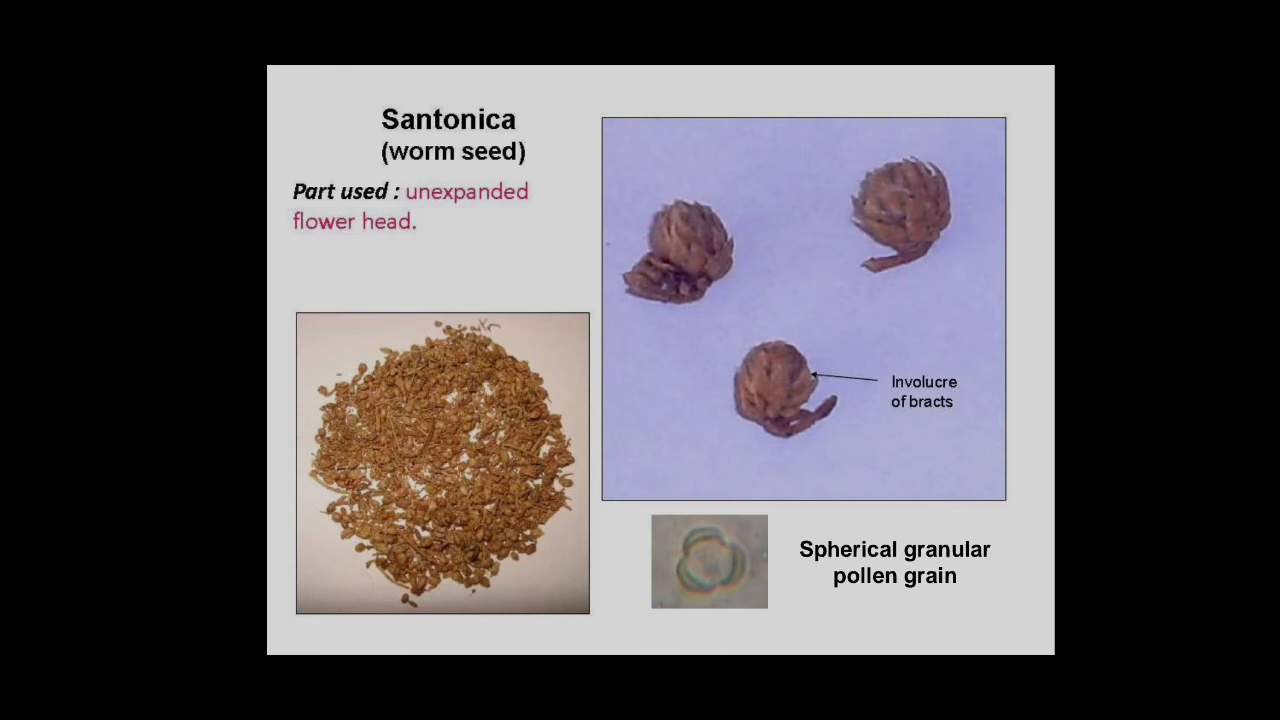 Santonica
(worm seed)
Part used : unexpanded
flower head.
Involucre
of bracts
Spherical granular
pollen grain